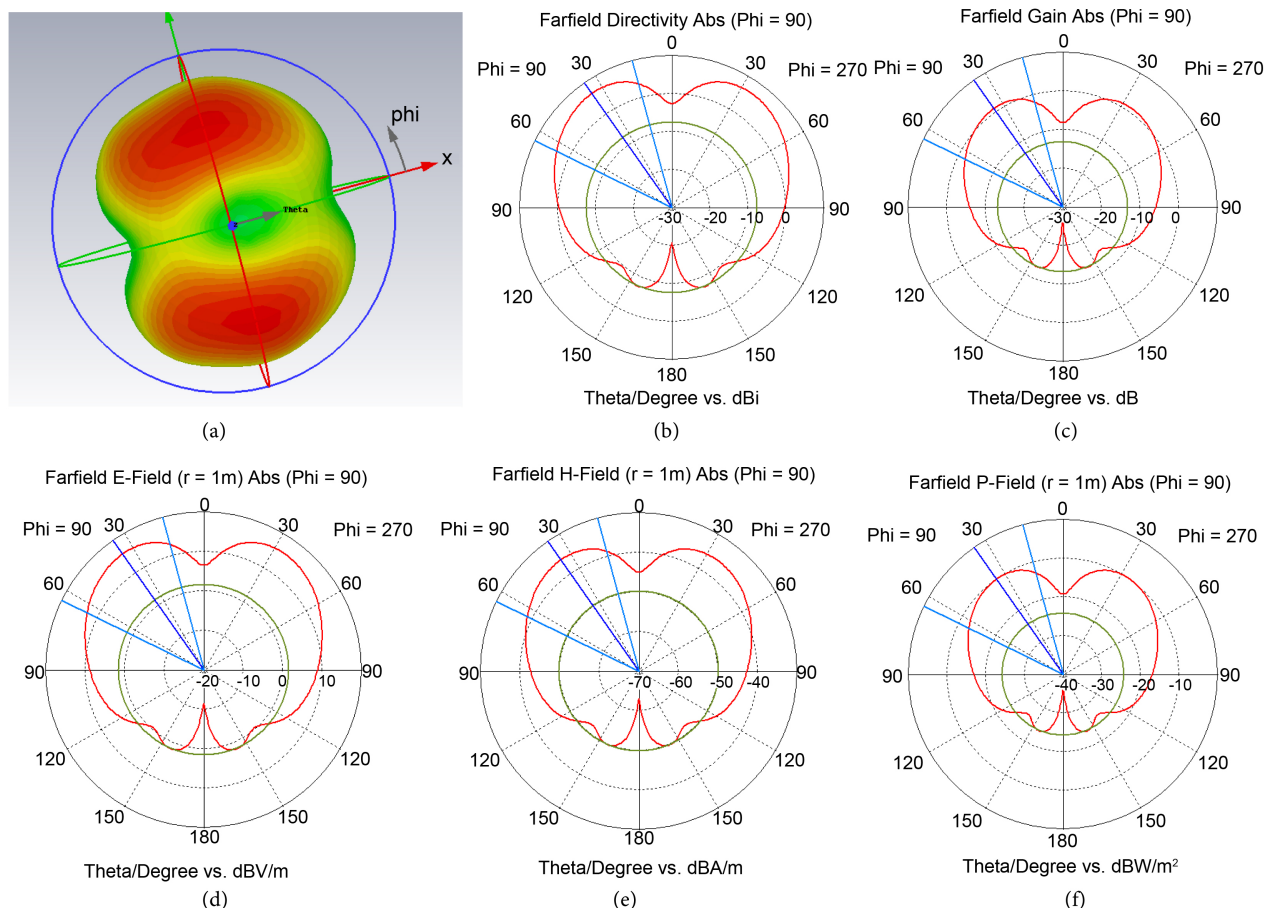 phi
x
Theta
(a)
Farfield Directivity Abs (Phi = 90)
0
Phi = 90 30 30 Phi = 270
60 60
90 -30 -20 -10 0 90
120 120
150 150
180
Theta/Degree vs. dBi
(b)
Farfield Gain Abs (Phi = 90)
0
Phi = 90 30 30 Phi = 270
60 60
90 -30 -20 -10 0 90
120 120
150 150
180
Theta/Degree vs. dB
(c)
Farfield E-Field (r = 1m) Abs (Phi = 90)
0
Phi = 90 30 30 Phi = 270
60 60
90 -20 0 10 90
120 120
150 150
180
Theta/Degree vs. dBV/m
(d)
Farfield H-Field (r = 1m) Abs (Phi = 90)
0
Phi = 90 30 30 Phi = 270
60 60
90 -70 -60 -50 -40 90
120 120
150 150
180
Theta/Degree vs. dBA/m
(e)
Farfield P-Field (r = 1m) Abs (Phi = 90)
0
Phi = 90 30 30 Phi = 270
60 60
90 -40 -30 -20 -10 90
120 120
150 150
180
Theta/Degree vs. dBW/m²
(f)